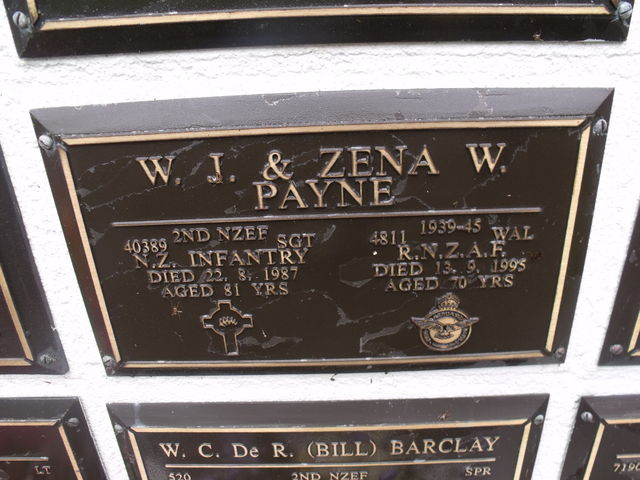 W. J. & ZENA W.
PAYNE
2ND NZEF
40389 SGT
N.Z. INFANTRY
DIED 22. 8. 1987
AGED 81 YRS
1939-45
4811 WAL
R.N.Z.A.F.
DIED 13. 9. 1995
AGED 70 YRS
LT
W. C. De R. (BILL) BARCLAY
520 2ND NZEF SPR
7190